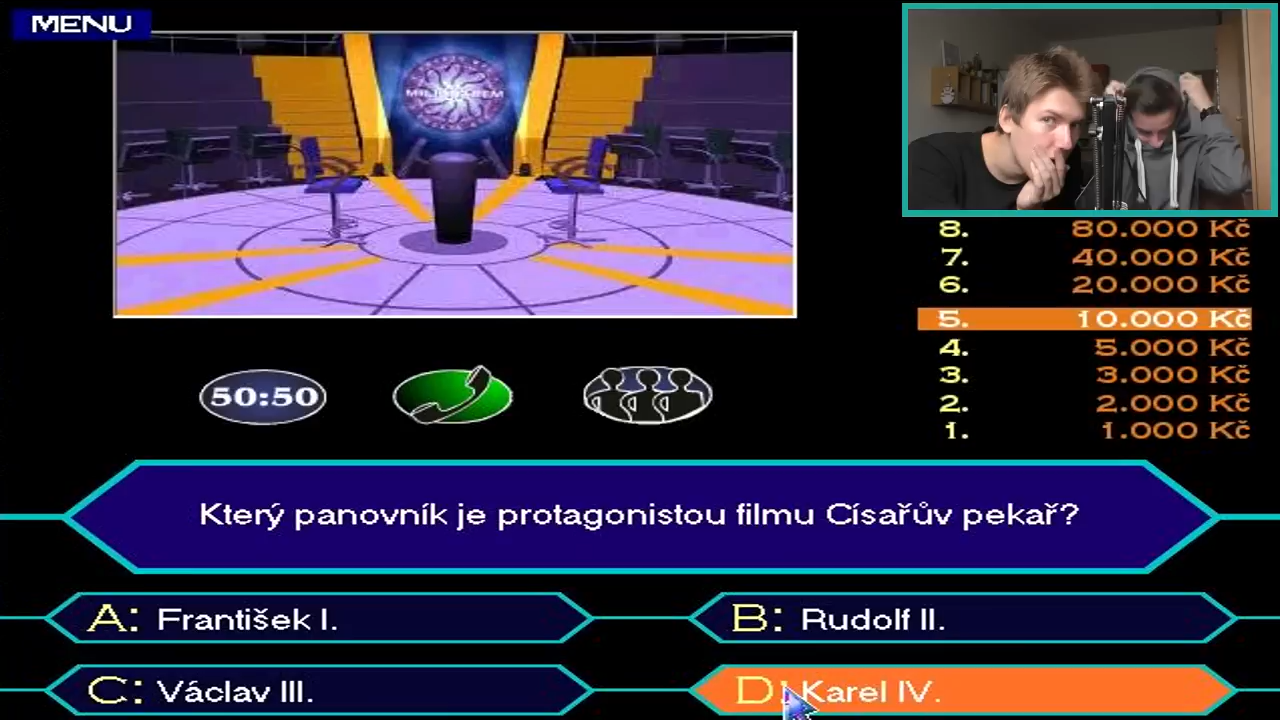 MENU
MILIONÁŘEM
8. 80.000 Kč
7. 40.000 Kč
6. 20.000 Kč
5. 10.000 Kč
4. 5.000 Kč
3. 3.000 Kč
2. 2.000 Kč
1. 1.000 Kč
50:50
Který panovník je protagonistou filmu Císařův pekař?
A: František I.
B: Rudolf II.
C: Václav III.
D: Karel IV.